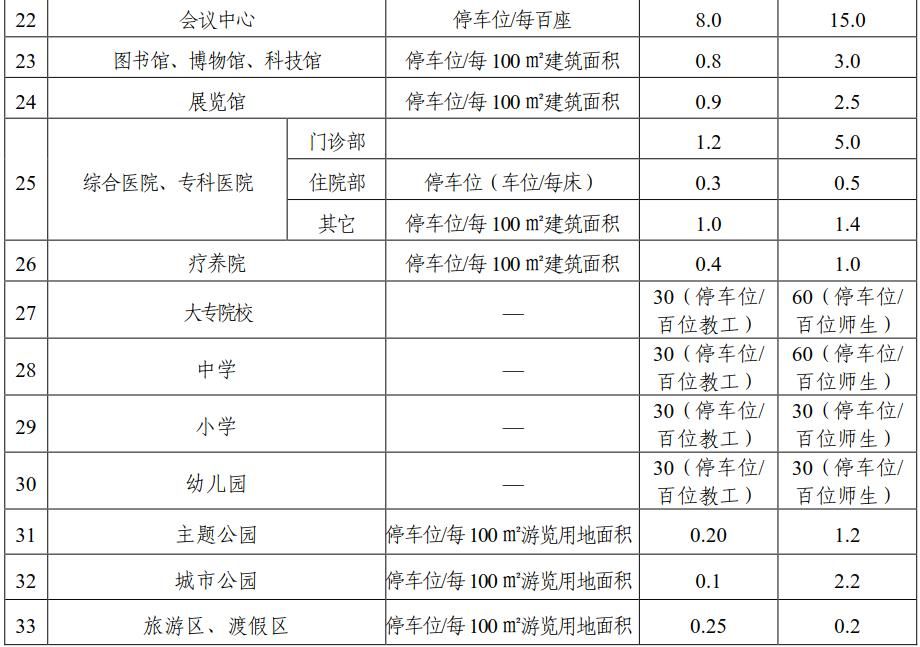 22 会议中心 停车位/每百座 8.0 15.0
23 图书馆、博物馆、科技馆 停车位/每 100 ㎡建筑面积 0.8 3.0
24 展览馆 停车位/每 100 ㎡建筑面积 0.9 2.5
门诊部 1.2 5.0
25 综合医院、专科医院 住院部 停车位（车位/每床） 0.3 0.5
其它 停车位/每 100 ㎡建筑面积 1.0 1.4
26 疗养院 停车位/每 100 ㎡建筑面积 0.4 1.0
27 大专院校 — 30（停车位/ 60（停车位/
百位教工） 百位师生）
28 中学 — 30（停车位/ 60（停车位/
百位教工） 百位师生）
29 小学 — 30（停车位/ 30（停车位/
百位教工） 百位师生）
30 幼儿园 — 30（停车位/ 30（停车位/
百位教工） 百位师生）
31 主题公园 停车位/每 100 ㎡游览用地面积 0.20 1.2
32 城市公园 停车位/每 100 ㎡游览用地面积 0.1 2.2
33 旅游区、渡假区 停车位/每 100 ㎡游览用地面积 0.25 0.2